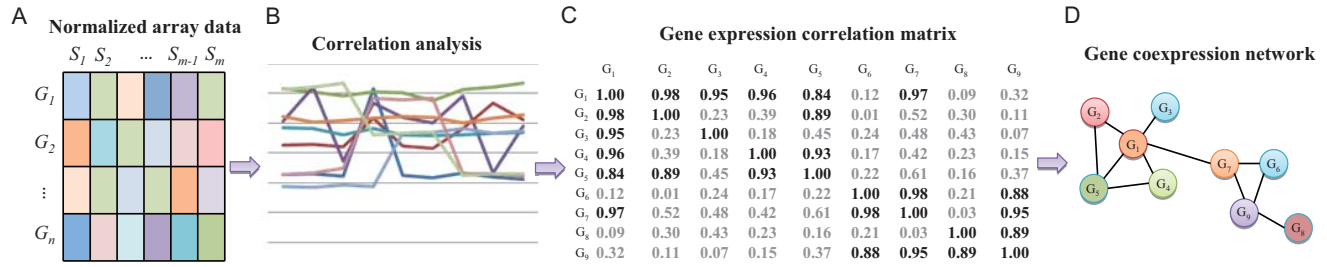 A
Normalized array data
S1 S2 ... Sm-1 Sm
G1
G2
⋮
Gn
B
Correlation analysis
C
Gene expression correlation matrix
G1 G2 G3 G4 G5 G6 G7 G8 G9
G1 1.00 0.98 0.95 0.96 0.84 0.12 0.97 0.09 0.32
G2 0.98 1.00 0.23 0.39 0.89 0.01 0.52 0.30 0.11
G3 0.95 0.23 1.00 0.18 0.45 0.24 0.48 0.43 0.07
G4 0.96 0.39 0.18 1.00 0.93 0.17 0.42 0.23 0.15
G5 0.84 0.89 0.45 0.93 1.00 0.22 0.61 0.16 0.37
G6 0.12 0.01 0.24 0.17 0.22 1.00 0.98 0.21 0.88
G7 0.97 0.52 0.48 0.42 0.61 0.98 1.00 0.03 0.95
G8 0.09 0.30 0.43 0.23 0.16 0.21 0.03 1.00 0.89
G9 0.32 0.11 0.07 0.15 0.37 0.88 0.95 0.89 1.00
D
Gene coexpression network
G2
G3
G1
G5
G4
G7
G6
G9
G8